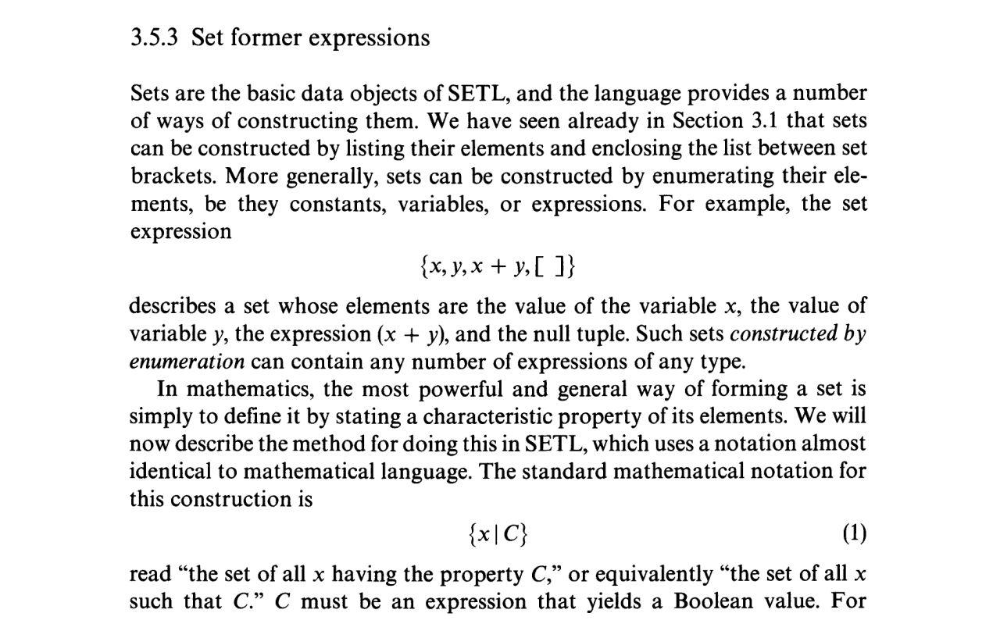 3.5.3 Set former expressions
Sets are the basic data objects of SETL, and the language provides a number
of ways of constructing them. We have seen already in Section 3.1 that sets
can be constructed by listing their elements and enclosing the list between set
brackets. More generally, sets can be constructed by enumerating their ele-
ments, be they constants, variables, or expressions. For example, the set
expression
{x, y, x + y, [ ]}
describes a set whose elements are the value of the variable x, the value of
variable y, the expression (x + y), and the null tuple. Such sets constructed by
enumeration can contain any number of expressions of any type.
In mathematics, the most powerful and general way of forming a set is
simply to define it by stating a characteristic property of its elements. We will
now describe the method for doing this in SETL, which uses a notation almost
identical to mathematical language. The standard mathematical notation for
this construction is
{x | C} (1)
read “the set of all x having the property C,” or equivalently “the set of all x
such that C.” C must be an expression that yields a Boolean value. For